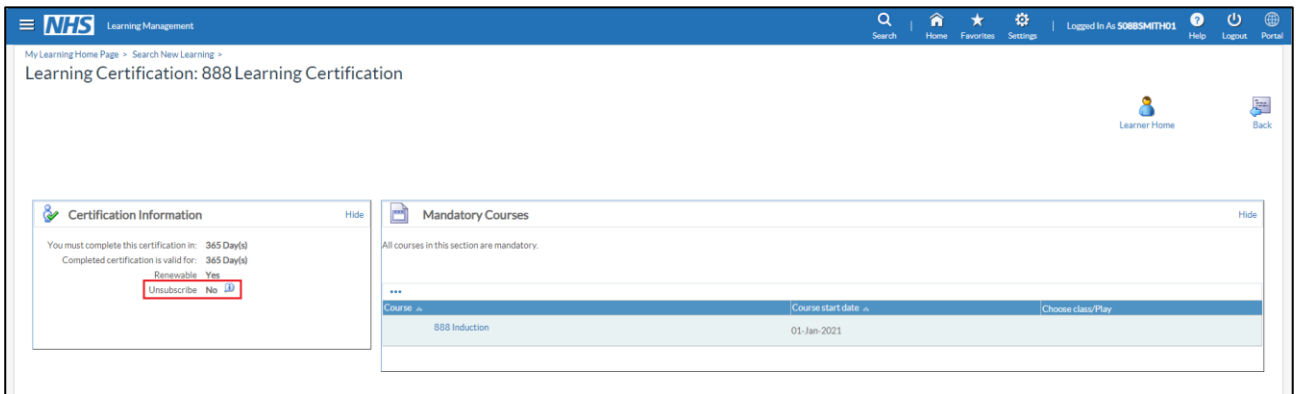 NHS Learning Management
Search
Home
Favorites
Settings
Logged In As 508BSMITH01
Help
Logout
Portal
My Learning Home Page > Search New Learning >
Learning Certification: 888 Learning Certification
Learner Home
Back
Certification Information Hide
You must complete this certification in: 365 Day(s)
Completed certification is valid for: 365 Day(s)
Renewable Yes
Unsubscribe No
Mandatory Courses Hide
All courses in this section are mandatory.
...
Course Course start date Choose class/Play
888 Induction 01-Jan-2021